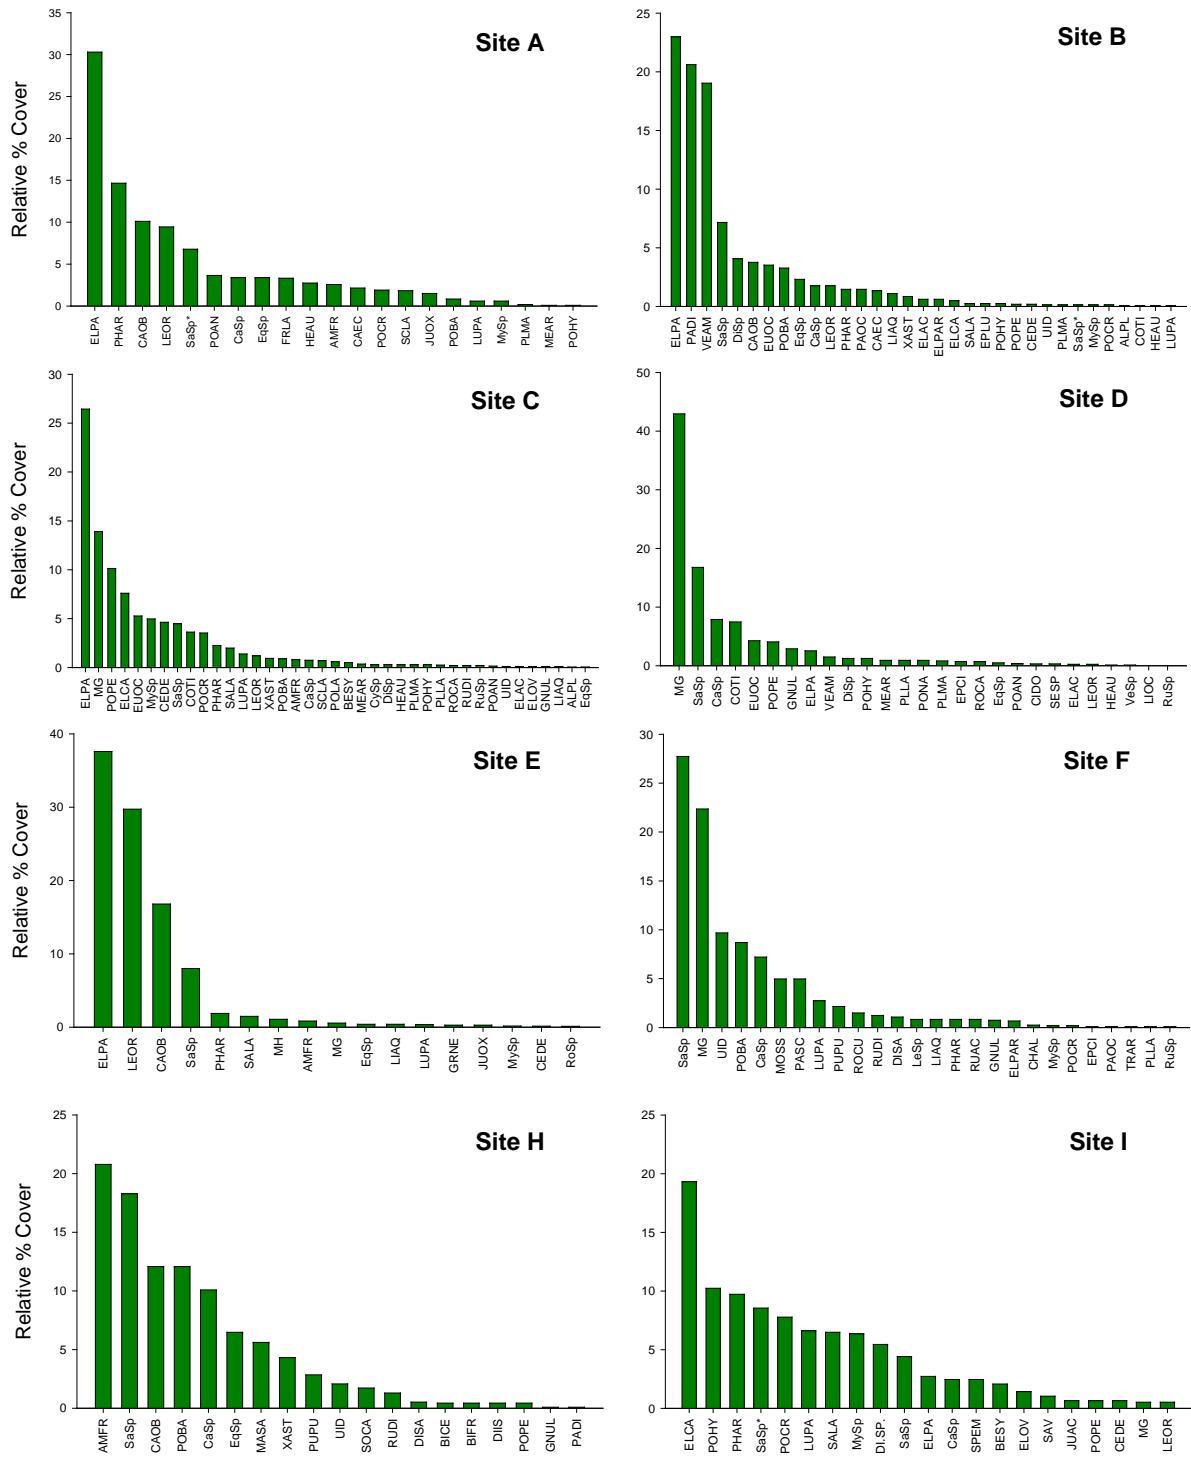 Site A
Relative % Cover
35
30
25
20
15
10
5
0
ELPA PHAR CAOB LEOR SaSp* POAN CaSp EqSp FRLA HEAU AMFR CAEC POCR SCLA JUOX POBA LUPA MySp PLMA MEAR POHY
Site B
25
20
15
10
5
0
ELPA PADI VEAM SaSp DiSp CAOB EUOC POBA EqSp CaSp LEOR PHAR PAOC CAEC LIAQ XAST ELAC ELPAR ELCA SALA EPLU POHY POPE CEDE UID PLMA SaSp* MySp POCR ALPL COTI HEAU LUPA
Site C
Relative % Cover
30
25
20
15
10
5
0
ELPA MG POPE ELCA EUOC MySp CEDE SaSp COTI POCR PHAR SALA LUPA LEOR XAST POBA AMFR CaSp SCLA POLA BESY MEAR CySp DiSp HEAU PLMA POHY PLLA ROCA RUDI RuSp POAN UID ELAC ELOV GNUL LIAQ ALPL EqSp
Site D
50
40
30
20
10
0
MG SaSp CaSp COTI EUOC POPE GNUL ELPA VEAM DiSp POHY MEAR PLLA PONA PLMA EPCI ROCA EqSp POAN CIDO SESP ELAC LEOR HEAU VeSp LIOC RuSp
Site E
Relative % Cover
40
30
20
10
0
ELPA LEOR CAOB SaSp PHAR SALA MH AMFR MG EqSp LIAQ LUPA GRNE JUOX MySp CEDE RoSp
Site F
30
25
20
15
10
5
0
SaSp MG UID POBA CaSp MOSS PASC LUPA PUPU ROCU RUDI DISA LeSp LIAQ PHAR RUAC GNUL ELPAR CHAL MySp POCR EPCI PAOC TRAR PLLA RuSp
Site H
Relative % Cover
25
20
15
10
5
0
AMFR SaSp CAOB POBA CaSp EqSp MASA XAST PUPU UID SOCA RUDI DISA BICE BIFR DIIS POPE GNUL PADI
Site I
25
20
15
10
5
0
ELCA POHY PHAR SaSp* POCR LUPA SALA MySp DI.SP. SaSp ELPA CaSp SPEM BESY ELOV SAV JUAC POPE CEDE MG LEOR